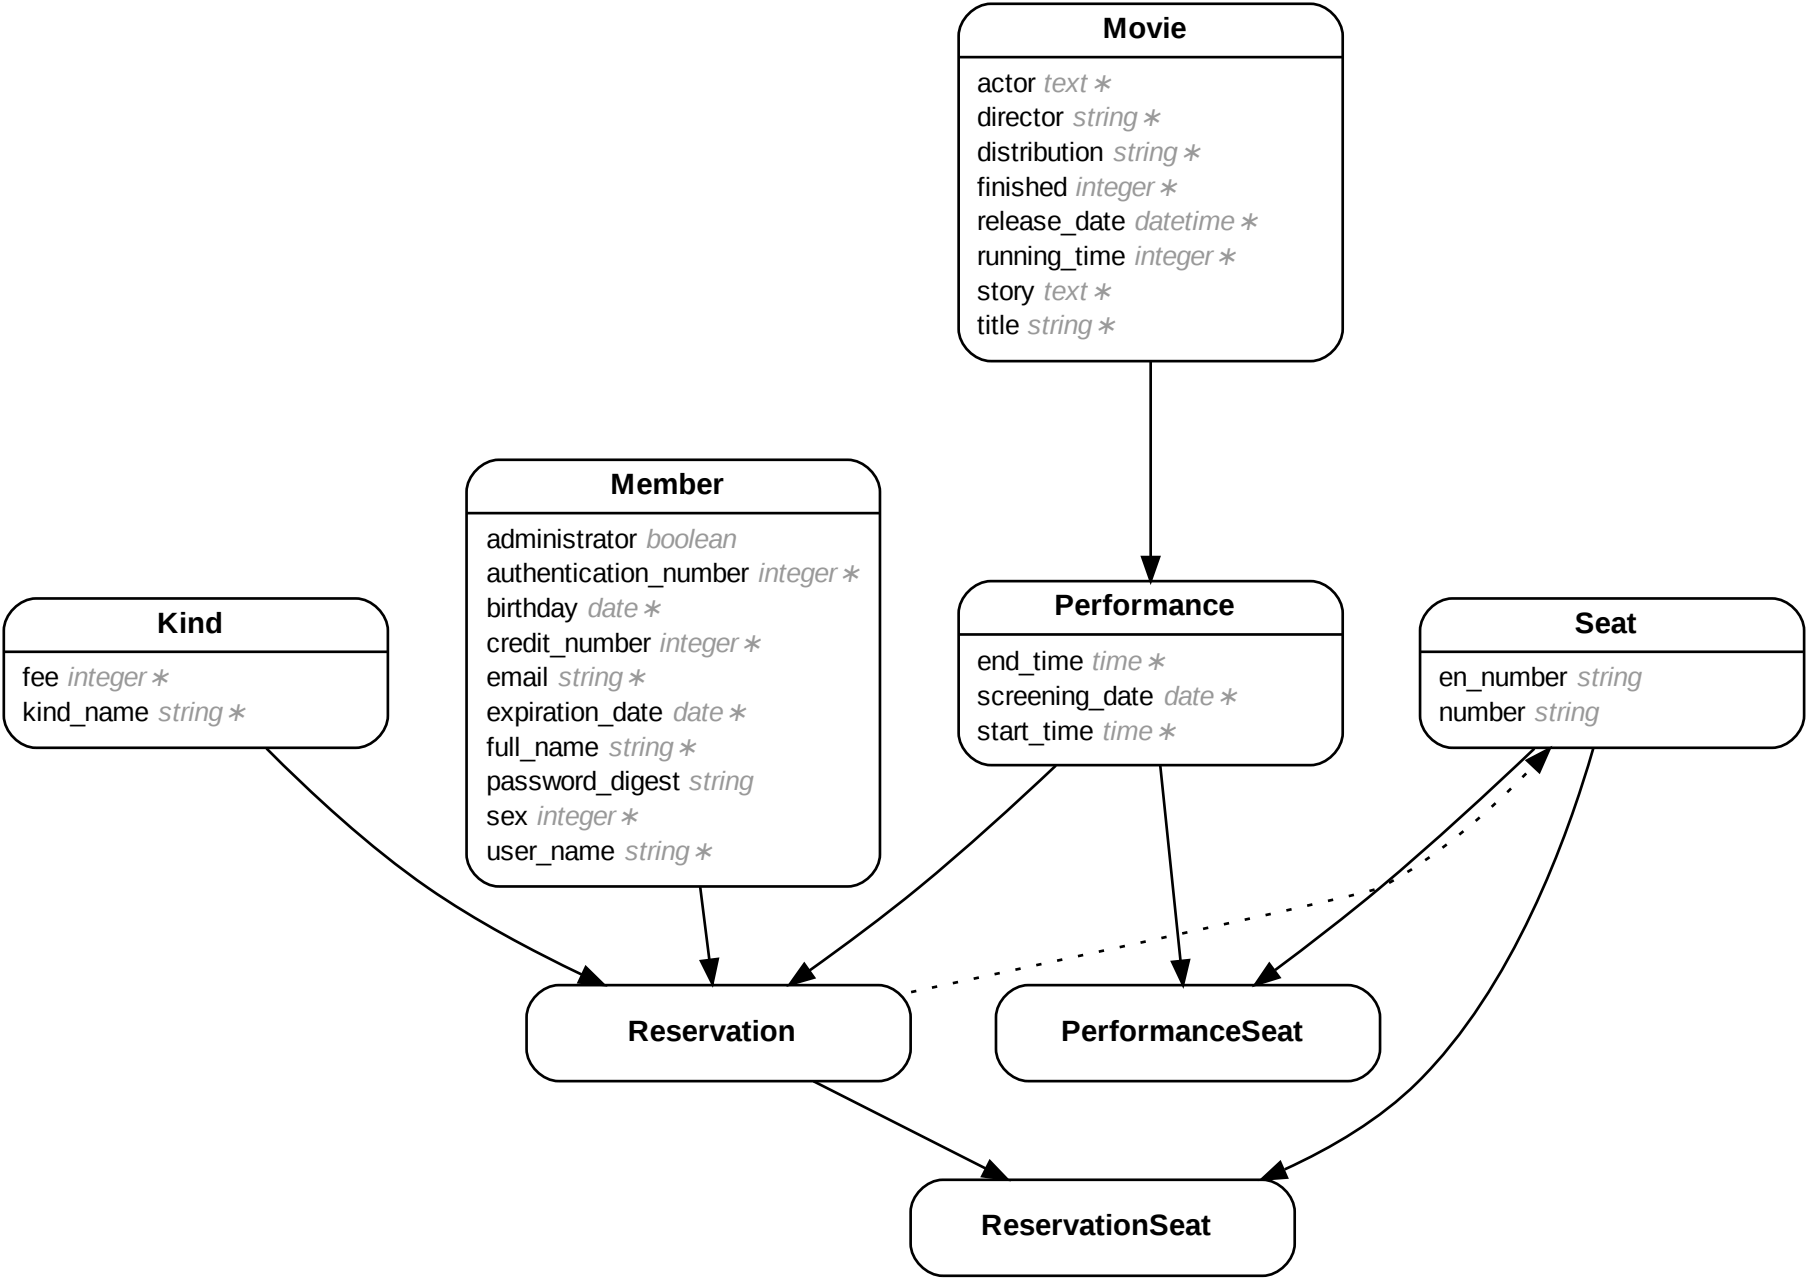 Movie
actor text∗
director string∗
distribution string∗
finished integer∗
release_date datetime∗
running_time integer∗
story text∗
title string∗
Member
administrator boolean
authentication_number integer∗
birthday date∗
credit_number integer∗
email string∗
expiration_date date∗
full_name string∗
password_digest string
sex integer∗
user_name string∗
Kind
fee integer∗
kind_name string∗
Performance
end_time time∗
screening_date date∗
start_time time∗
Seat
en_number string
number string
Reservation
PerformanceSeat
ReservationSeat